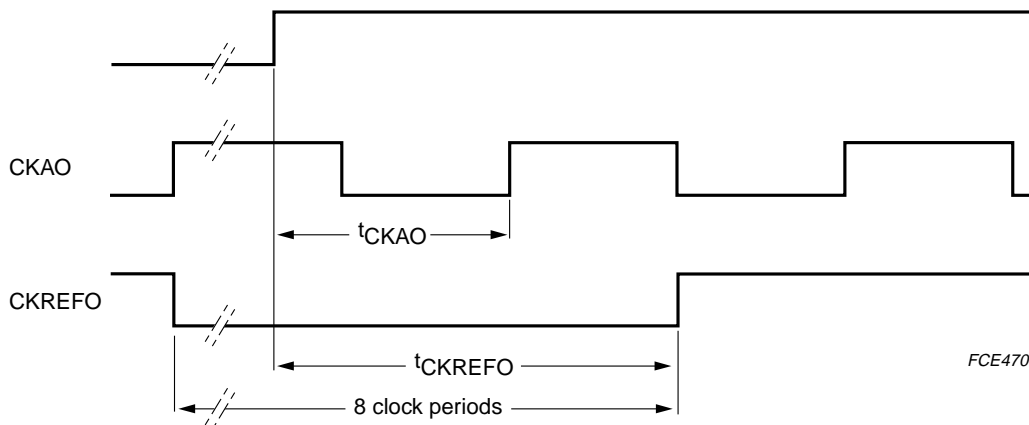 CKAO
tCKAO
CKREFO
tCKREFO
FCE470
8 clock periods